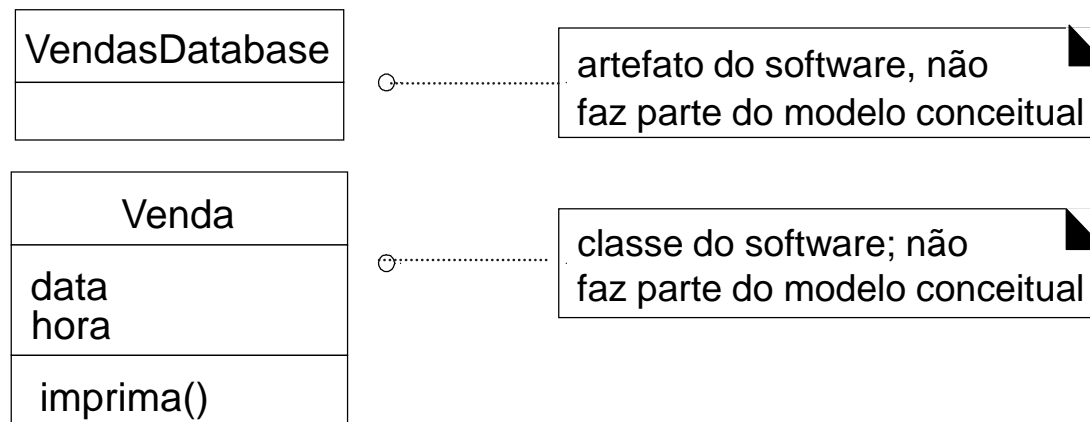 VendasDatabase
artefato do software, não
faz parte do modelo conceitual
Venda
data
hora
imprima()
classe do software; não
faz parte do modelo conceitual